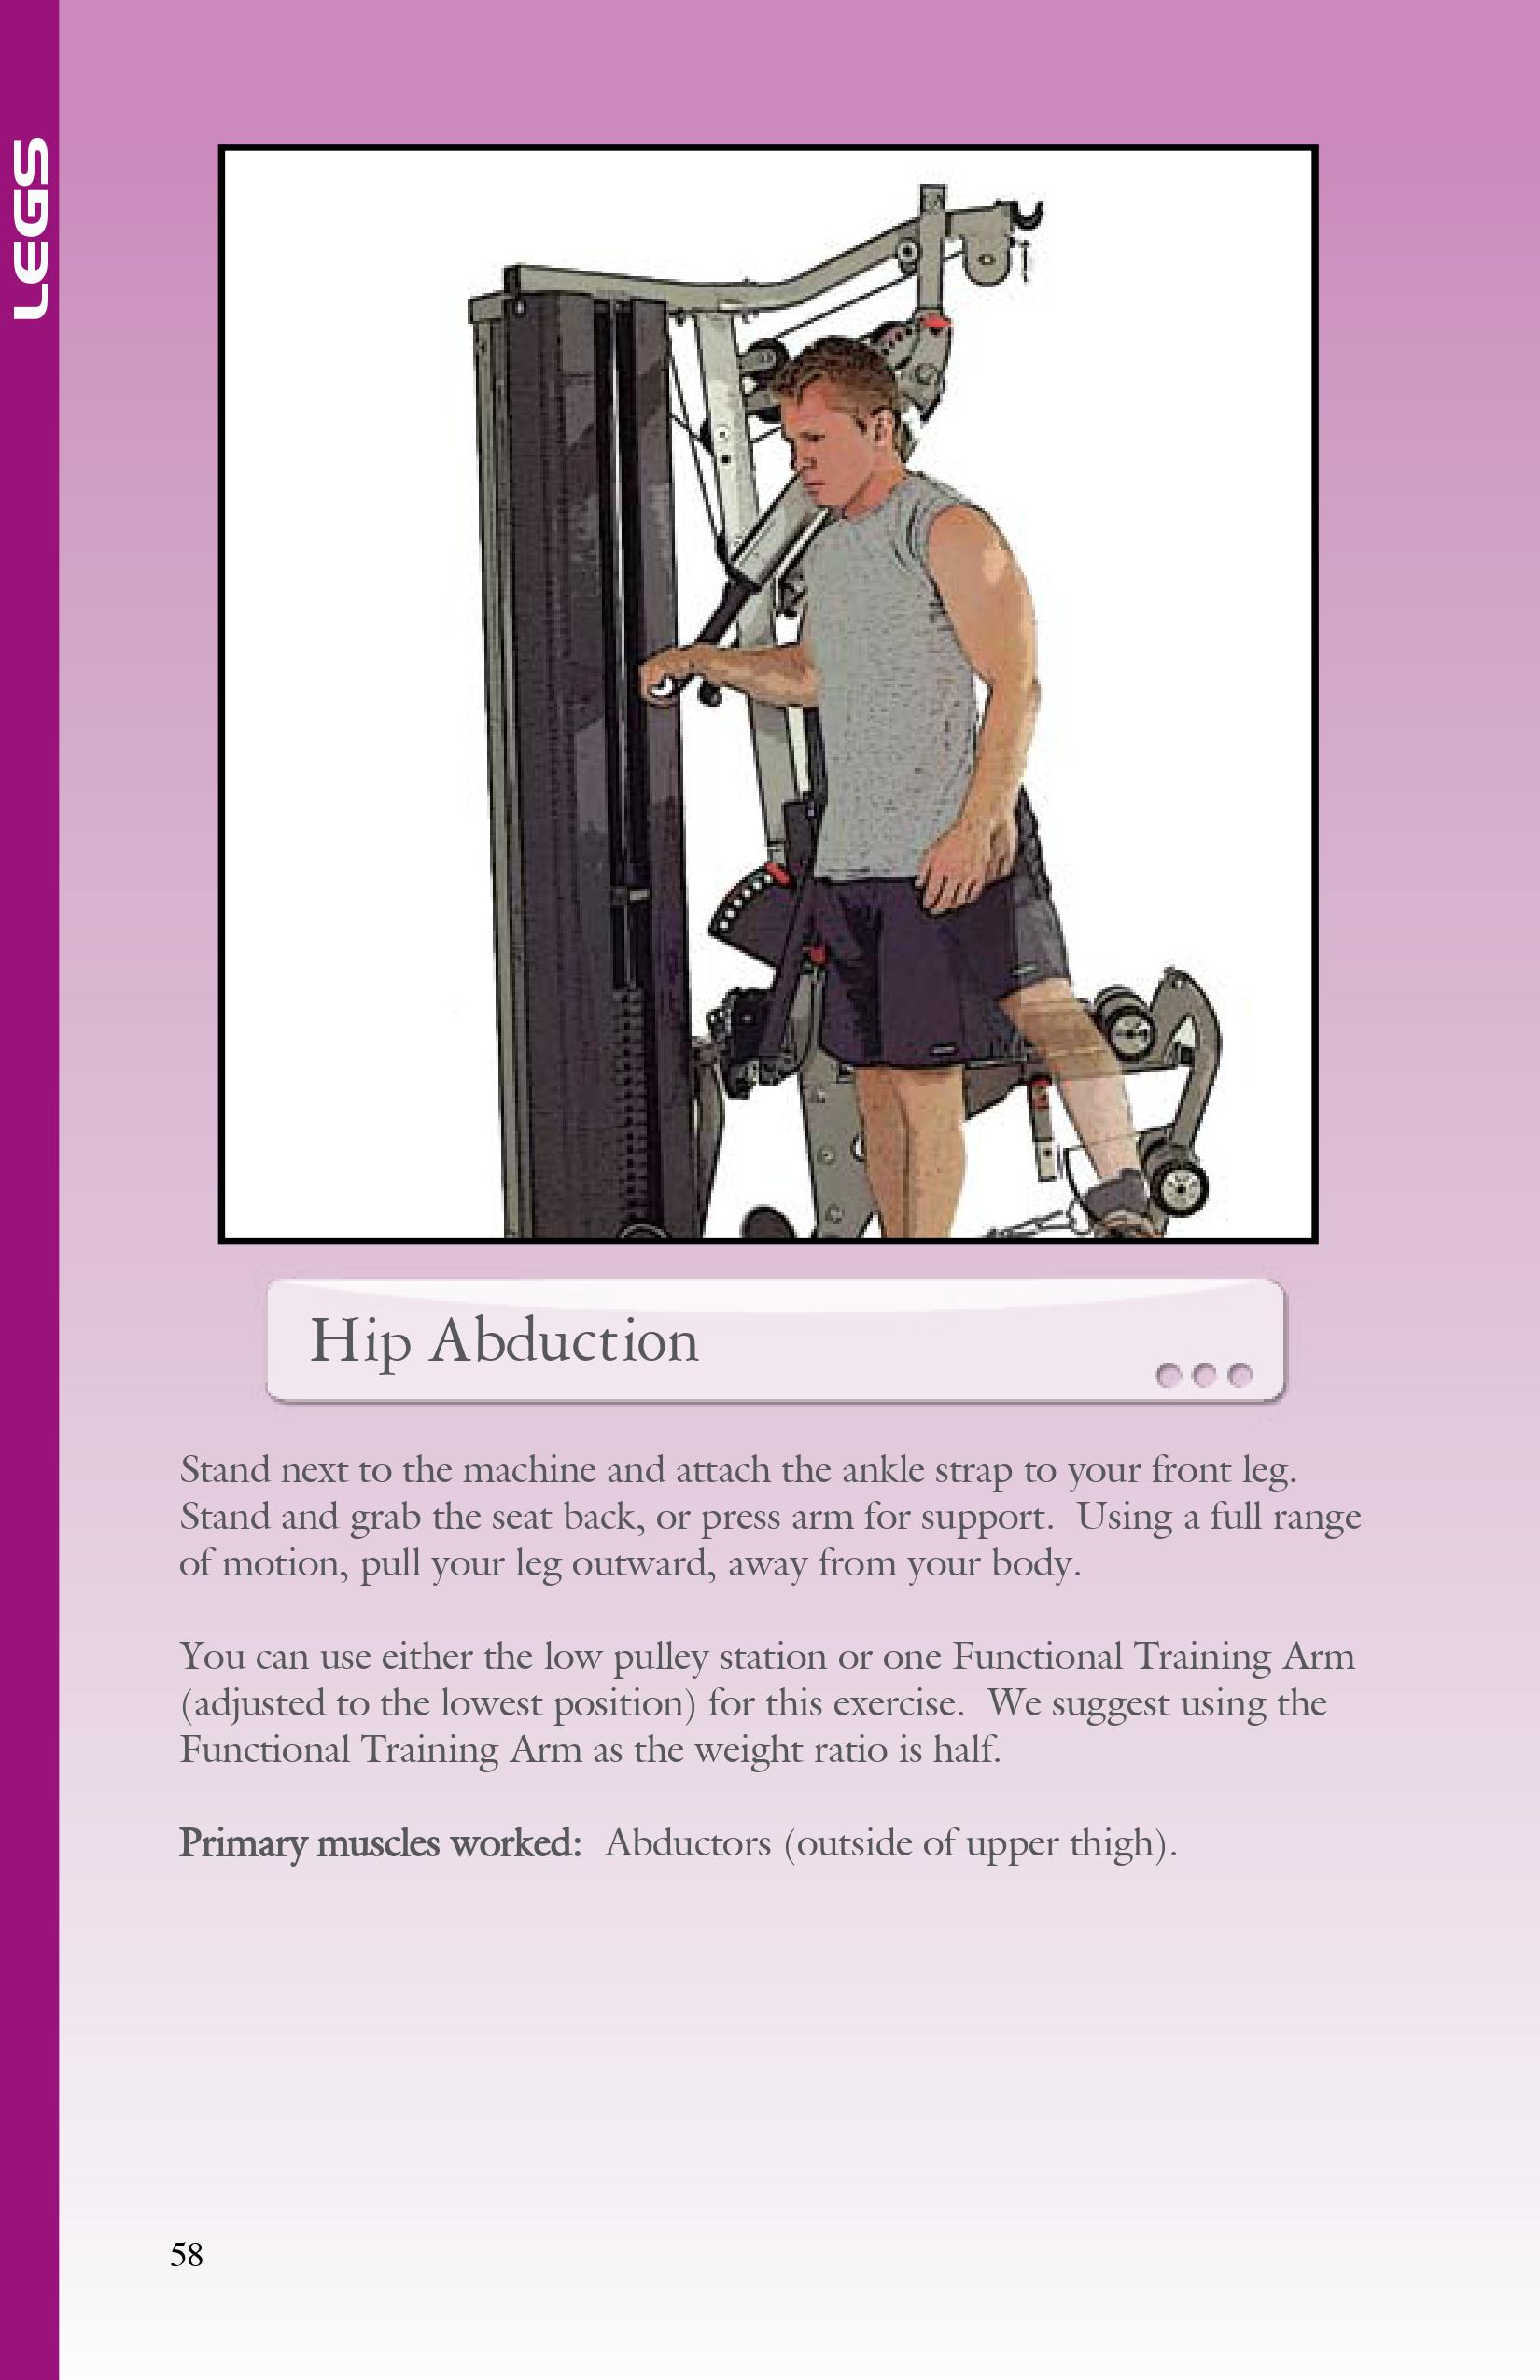 LEGS
Hip Abduction
Stand next to the machine and attach the ankle strap to your front leg.
Stand and grab the seat back, or press arm for support.  Using a full range
of motion, pull your leg outward, away from your body.
You can use either the low pulley station or one Functional Training Arm
(adjusted to the lowest position) for this exercise.  We suggest using the
Functional Training Arm as the weight ratio is half.
Primary muscles worked:  Abductors (outside of upper thigh).
58